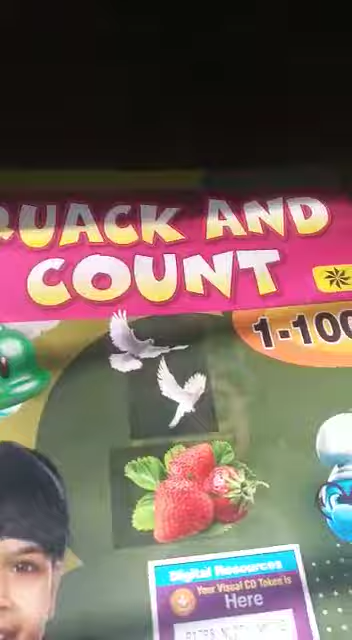 QUACK AND
COUNT
1-100
Digital Resources
Your Visual CD Token is
Here